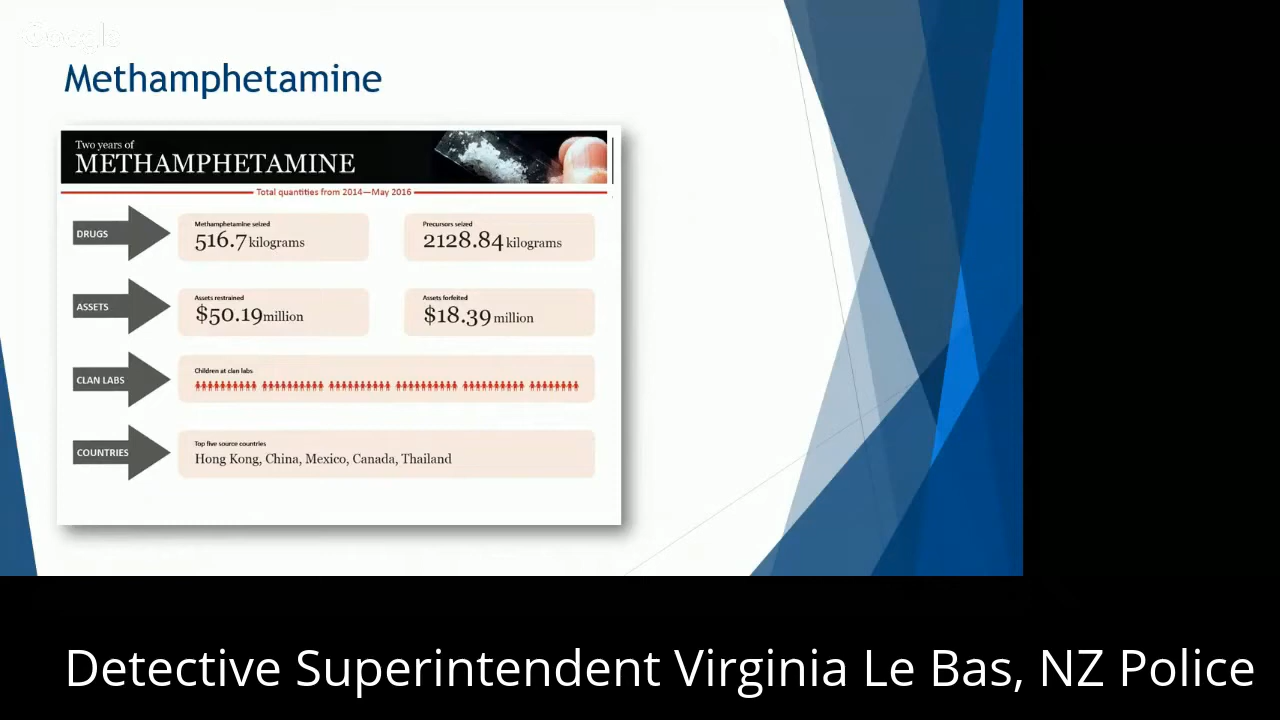 Google
Methamphetamine
Two years of
METHAMPHETAMINE
Total quantities from 2014—May 2016
DRUGS
Methamphetamine seized
516.7 kilograms
Precursors seized
2128.84 kilograms
ASSETS
Assets restrained
$50.19 million
Assets forfeited
$18.39 million
CLAN LABS
Children at clan labs
COUNTRIES
Top five source countries
Hong Kong, China, Mexico, Canada, Thailand
Detective Superintendent Virginia Le Bas, NZ Police